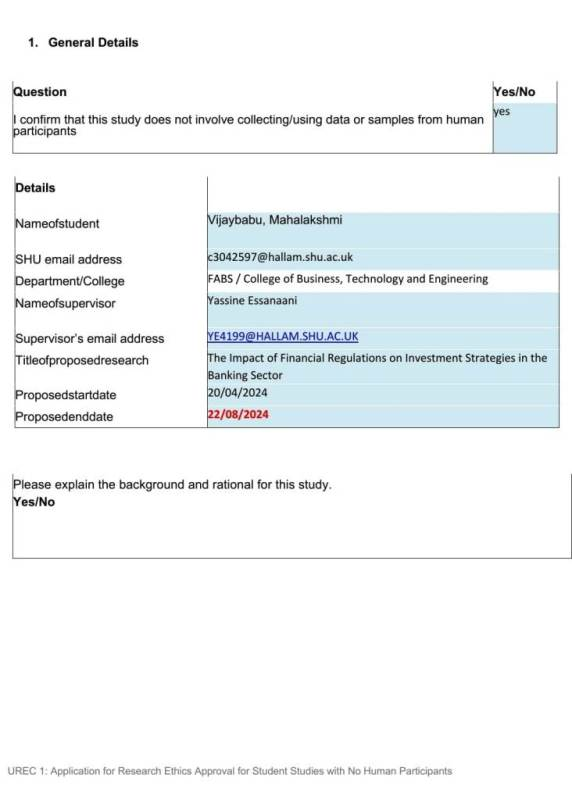 1. General Details
Question Yes/No
I confirm that this study does not involve collecting/using data or samples from human yes
participants
Details
Nameofstudent Vijaybabu, Mahalakshmi
SHU email address c3042597@hallam.shu.ac.uk
Department/College FABS / College of Business, Technology and Engineering
Nameofsupervisor Yassine Essanaani
Supervisor's email address YE4199@HALLAM.SHU.AC.UK
Titleofproposedresearch The Impact of Financial Regulations on Investment Strategies in the
Banking Sector
Proposedstartdate 20/04/2024
Proposedenddate 22/08/2024
Please explain the background and rational for this study.
Yes/No
UREC 1: Application for Research Ethics Approval for Student Studies with No Human Participants